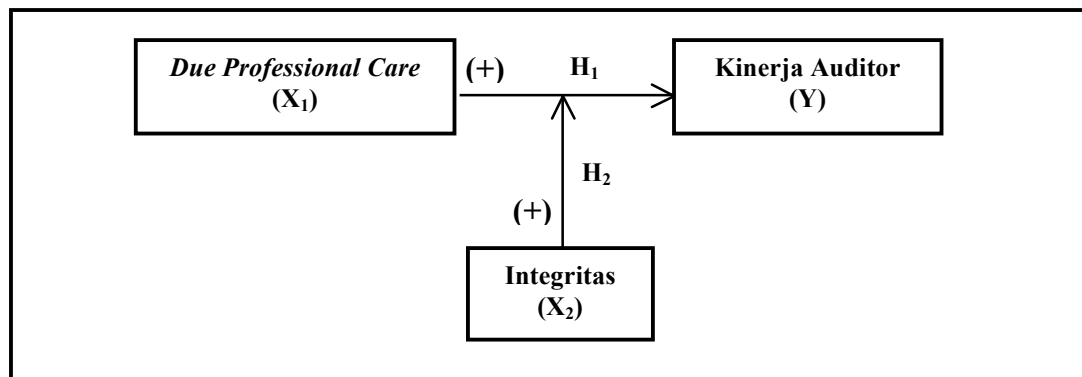 Due Professional Care
(X₁)
(+)
H₁
Kinerja Auditor
(Y)
H₂
(+)
Integritas
(X₂)